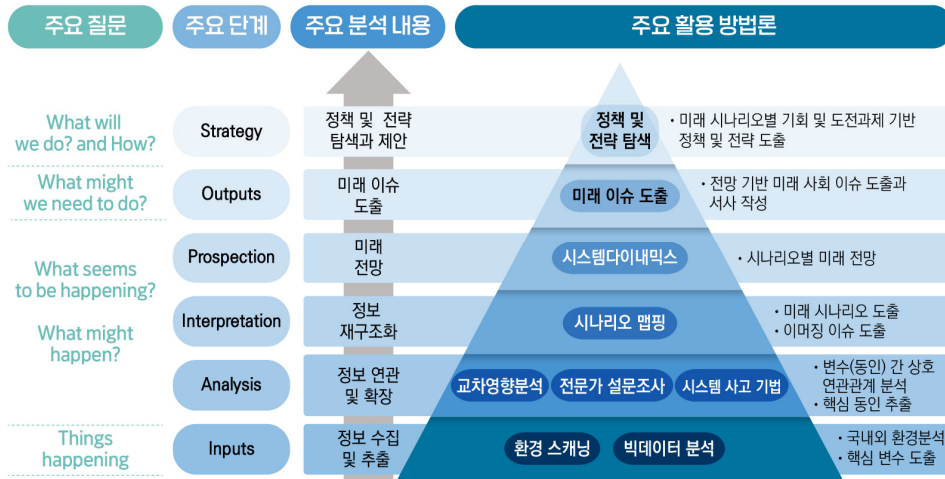 주요 질문
주요 단계
주요 분석 내용
주요 활용 방법론
What will
we do? and How?
Strategy
정책 및 전략
탐색과 제안
정책 및
전략 탐색
• 미래 시나리오별 기회 및 도전과제 기반
정책 및 전략 도출
What might
we need to do?
Outputs
미래 이슈
도출
미래 이슈 도출
• 전망 기반 미래 사회 이슈 도출과
서사 작성
What seems
to be happening?
Prospection
미래
전망
시스템다이내믹스
• 시나리오별 미래 전망
What might
happen?
Interpretation
정보
재구조화
시나리오 맵핑
• 미래 시나리오 도출
• 이머징 이슈 도출
Analysis
정보 연관
및 확장
교차영향분석
전문가 설문조사
시스템 사고 기법
• 변수(동인) 간 상호
연관관계 분석
• 핵심 동인 추출
Things
happening
Inputs
정보 수집
및 추출
환경 스캐닝
빅데이터 분석
• 국내외 환경분석
• 핵심 변수 도출